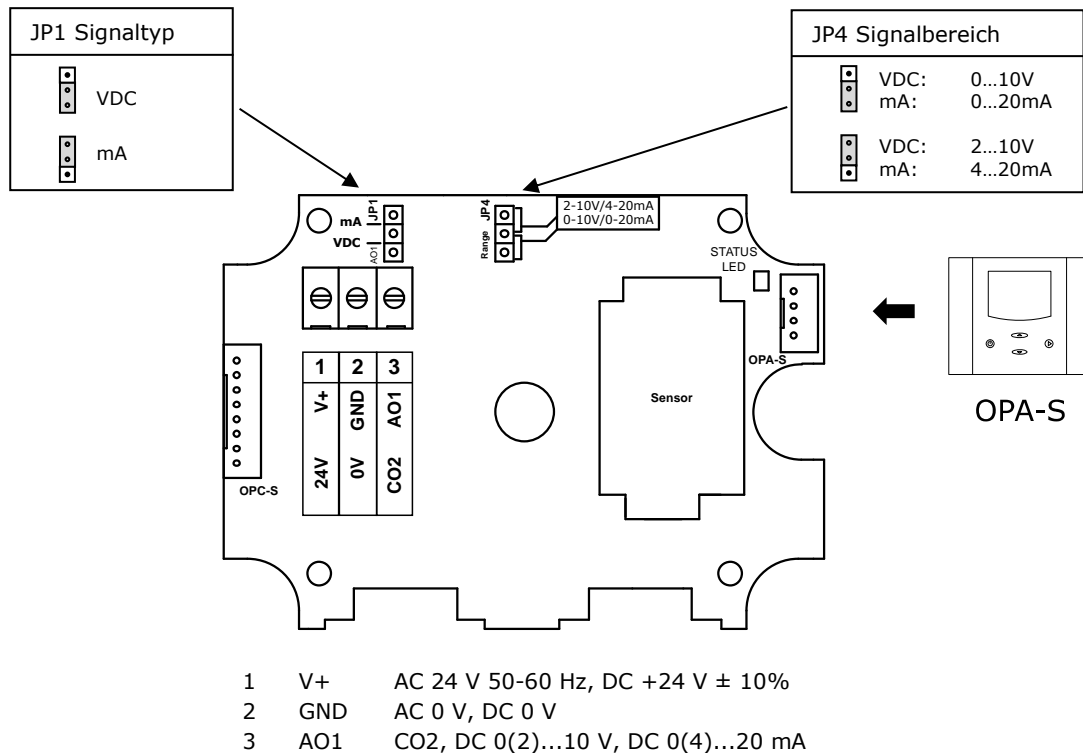 JP1 Signaltyp
VDC
mA
JP4 Signalbereich
VDC: 0...10V
mA: 0...20mA
VDC: 2...10V
mA: 4...20mA
JP1
mA
VDC
AO1
JP4
Range
2-10V/4-20mA
0-10V/0-20mA
STATUS
LED
OPA-S
OPA-S
Sensor
OPC-S
1 2 3
V+ GND AO1
24V 0V CO2
1 V+ AC 24 V 50-60 Hz, DC +24 V ± 10%
2 GND AC 0 V, DC 0 V
3 AO1 CO2, DC 0(2)...10 V, DC 0(4)...20 mA